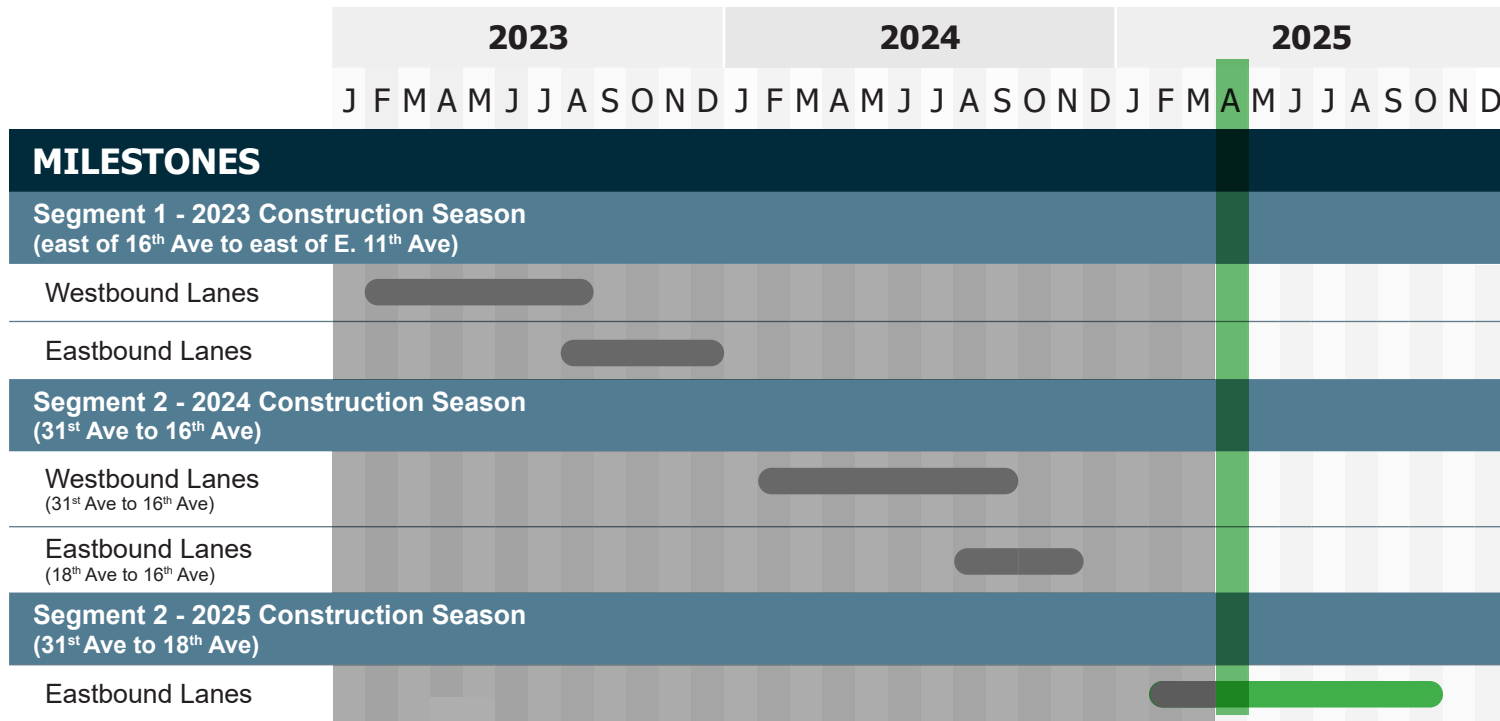 2023 2024 2025
J F M A M J J A S O N D J F M A M J J A S O N D J F M A M J J A S O N D
MILESTONES
Segment 1 - 2023 Construction Season
(east of 16th Ave to east of E. 11th Ave)
Westbound Lanes
Eastbound Lanes
Segment 2 - 2024 Construction Season
(31st Ave to 16th Ave)
Westbound Lanes
(31st Ave to 16th Ave)
Eastbound Lanes
(18th Ave to 16th Ave)
Segment 2 - 2025 Construction Season
(31st Ave to 18th Ave)
Eastbound Lanes